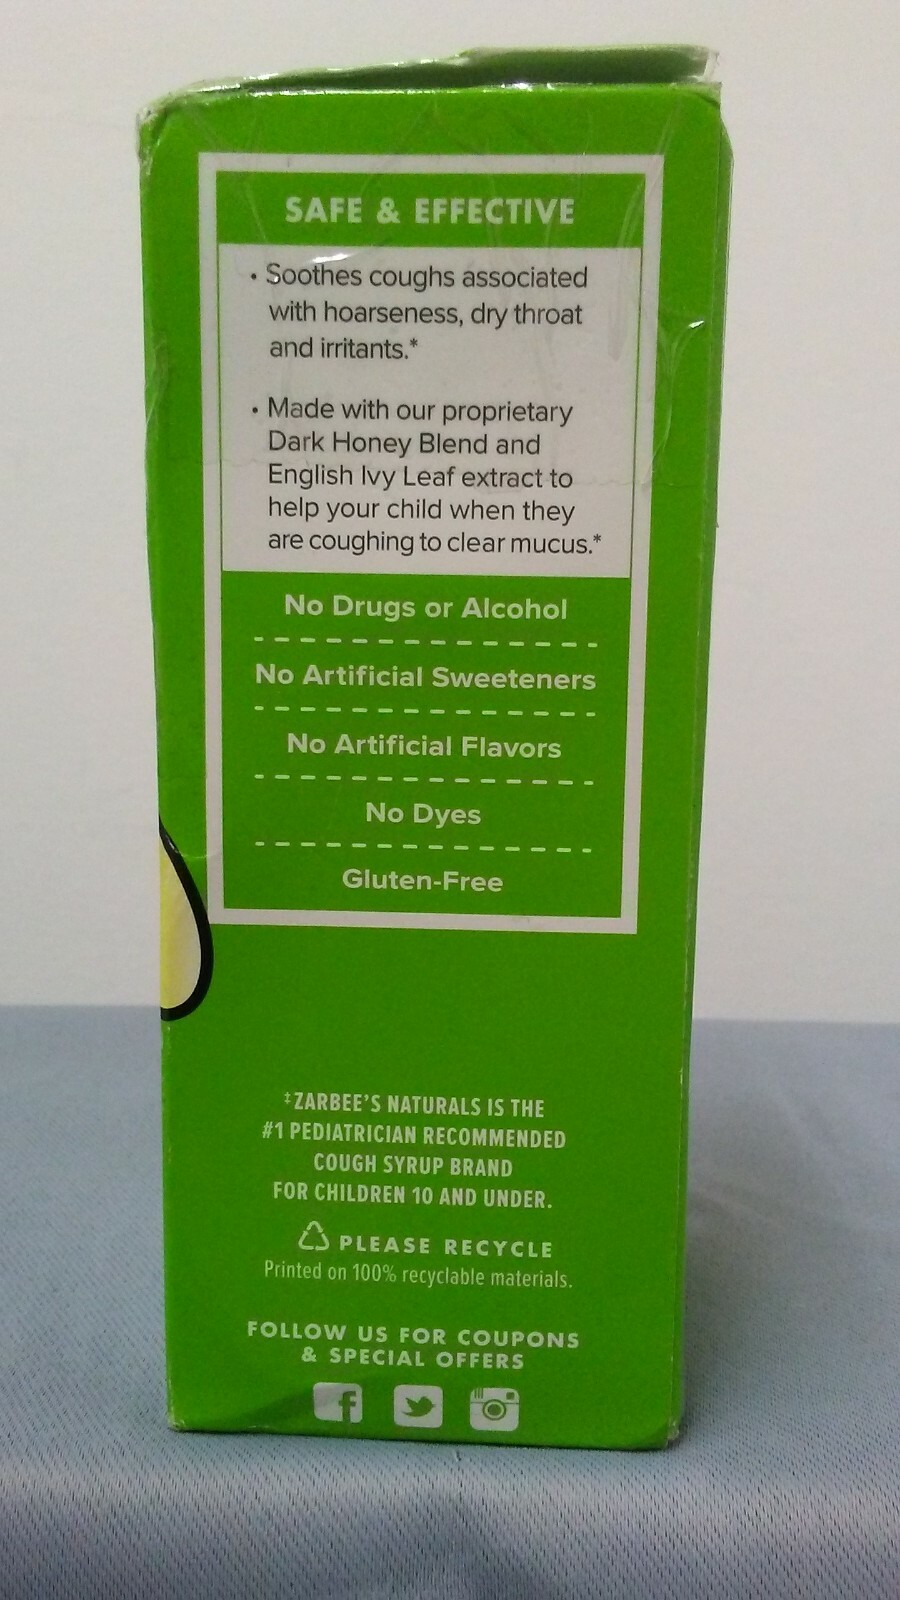 SAFE & EFFECTIVE
• Soothes coughs associated
with hoarseness, dry throat
and irritants.*
• Made with our proprietary
Dark Honey Blend and
English Ivy Leaf extract to
help your child when they
are coughing to clear mucus.*
No Drugs or Alcohol
No Artificial Sweeteners
No Artificial Flavors
No Dyes
Gluten-Free
‡ZARBEE'S NATURALS IS THE
#1 PEDIATRICIAN RECOMMENDED
COUGH SYRUP BRAND
FOR CHILDREN 10 AND UNDER.
PLEASE RECYCLE
Printed on 100% recyclable materials.
FOLLOW US FOR COUPONS
& SPECIAL OFFERS